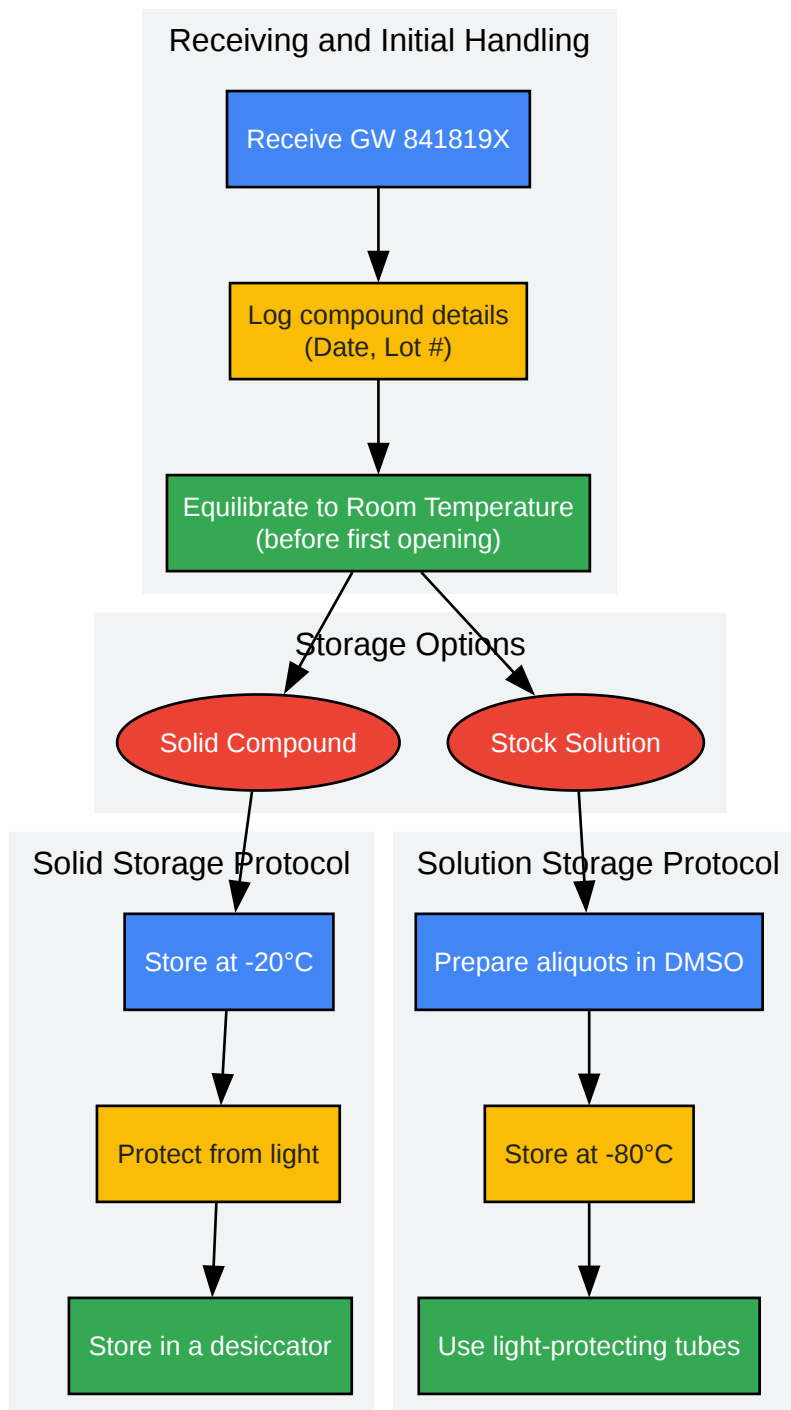 Receiving and Initial Handling
Receive GW 841819X
Log compound details
(Date, Lot #)
Equilibrate to Room Temperature
(before first opening)
Storage Options
Solid Compound
Stock Solution
Solid Storage Protocol
Store at -20°C
Protect from light
Store in a desiccator
Solution Storage Protocol
Prepare aliquots in DMSO
Store at -80°C
Use light-protecting tubes